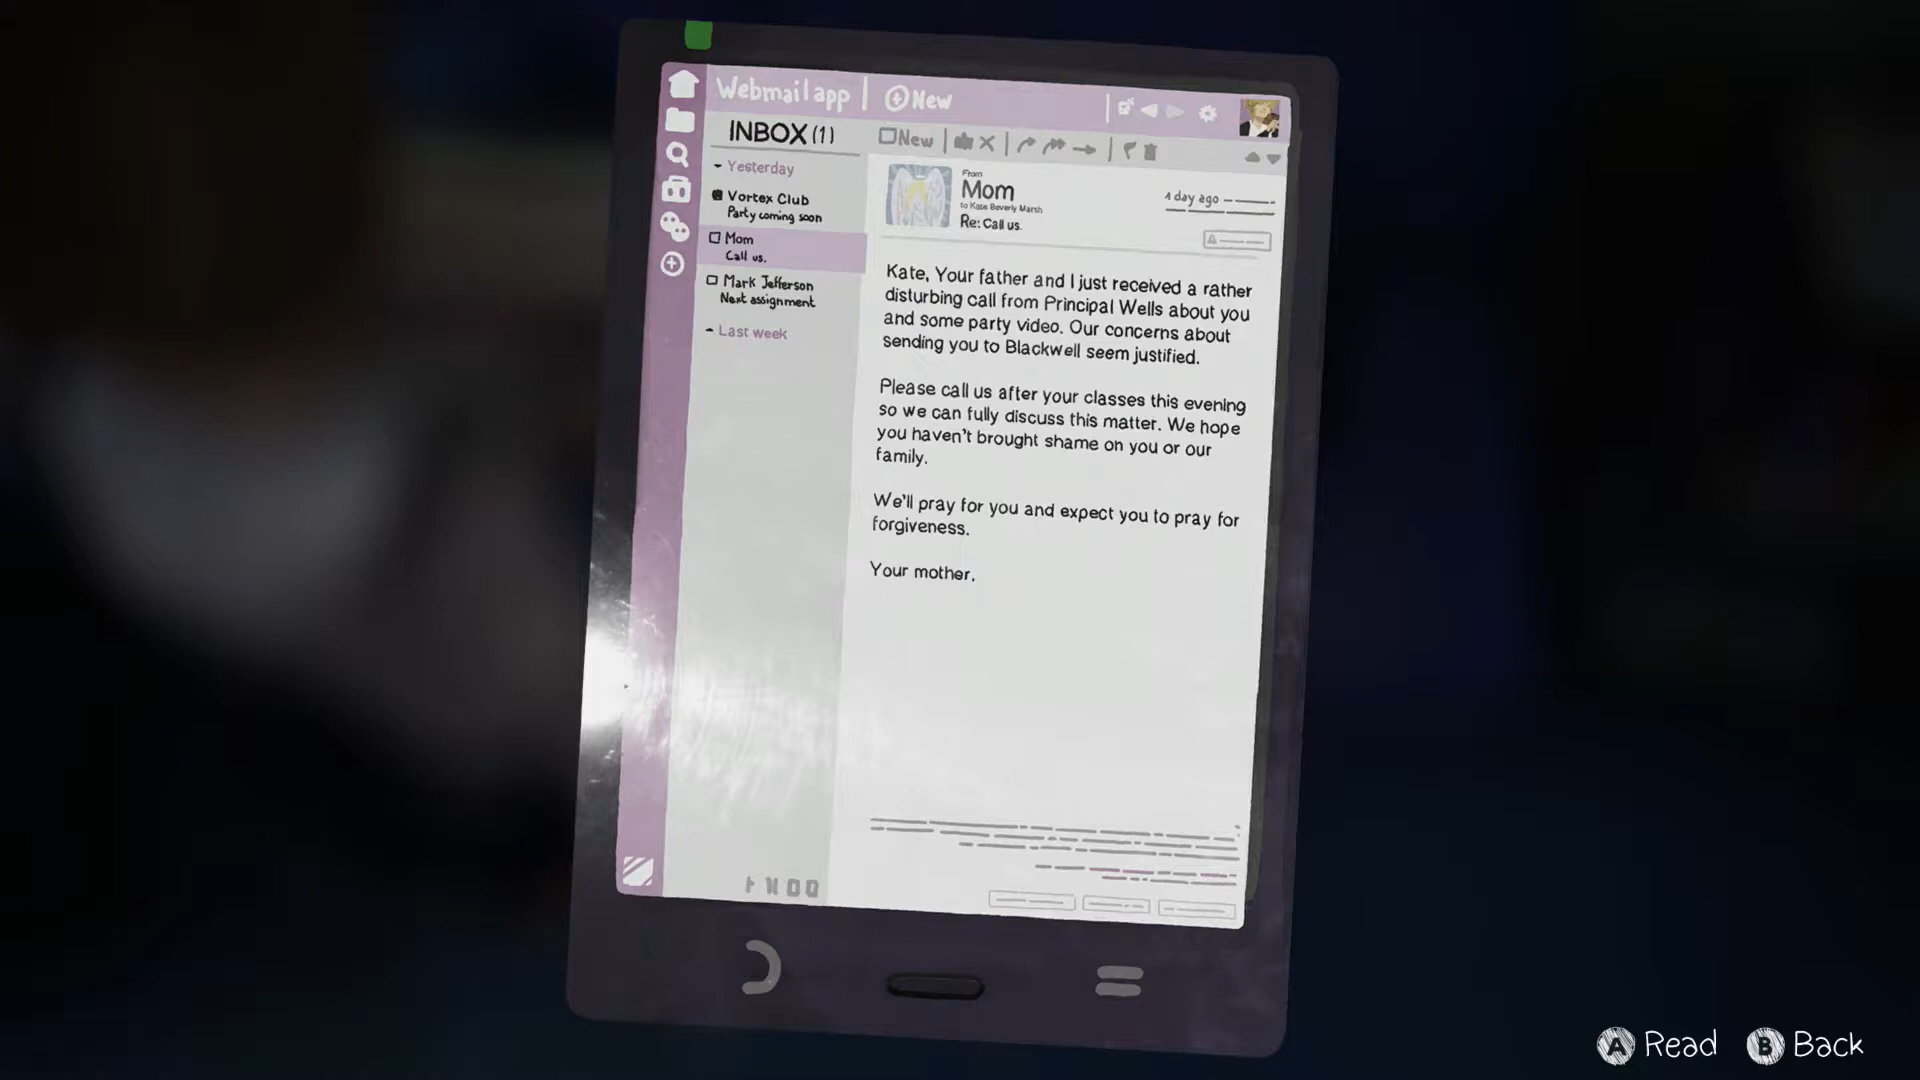 Webmail app
New
INBOX (1)
New
Yesterday
Vortex Club
Party coming soon
Mom
Call us.
Mark Jefferson
Next assignment
Last week
From
Mom
to Kate Beverly Marsh
Re: Call us.
1 day ago
Kate, Your father and I just received a rather
disturbing call from Principal Wells about you
and some party video. Our concerns about
sending you to Blackwell seem justified.
Please call us after your classes this evening
so we can fully discuss this matter. We hope
you haven't brought shame on you or our
family.
We'll pray for you and expect you to pray for
forgiveness.
Your mother.
A Read
B Back